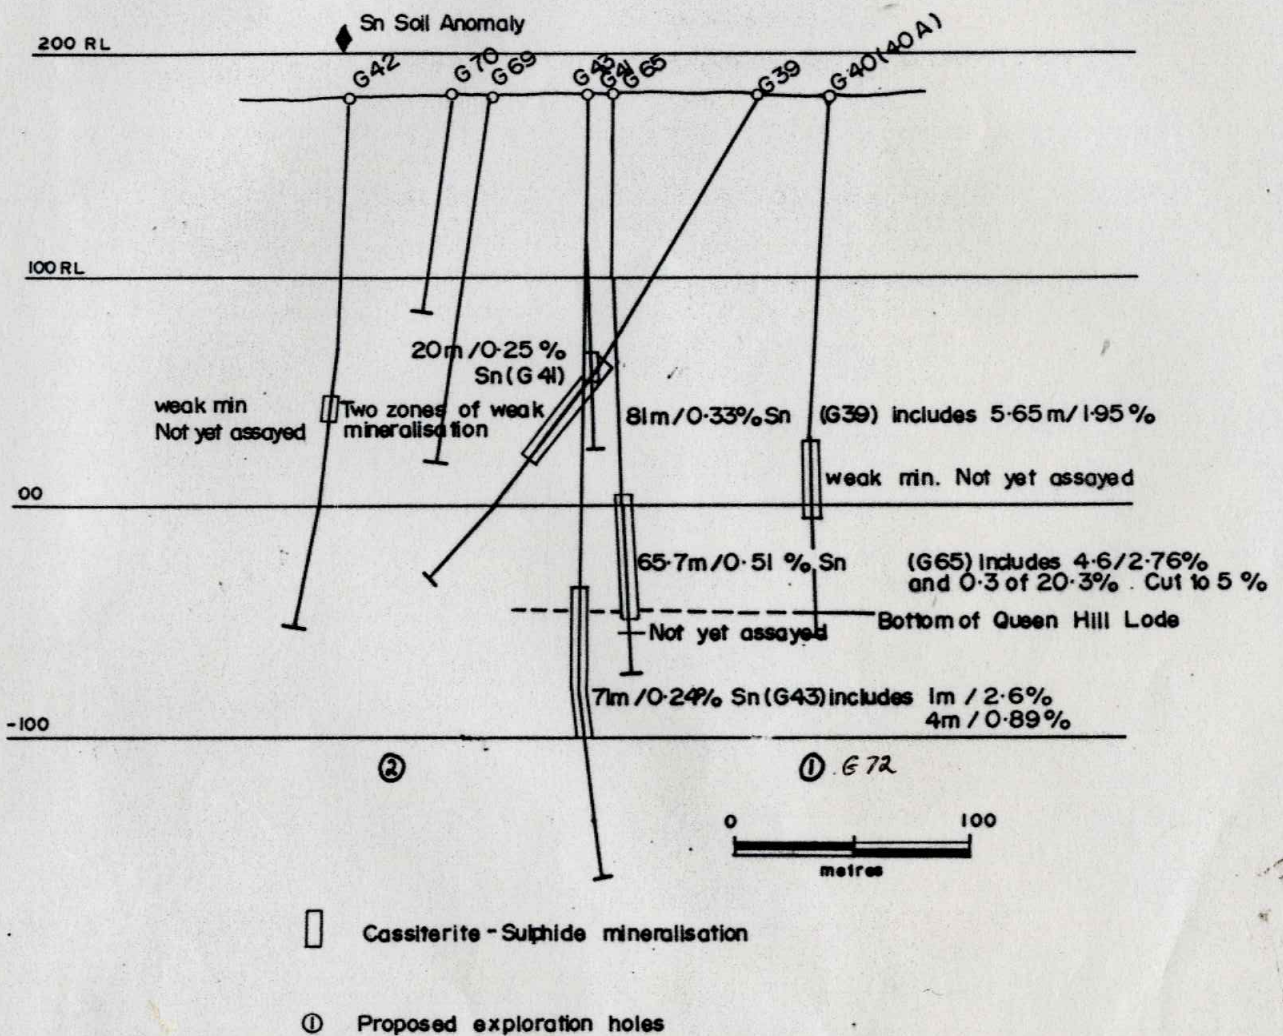 Sn Soil Anomaly
200 RL
G42
G70
G69
G43
G41
G65
G39
G40(40A)
100 RL
20m/0·25%
Sn(G41)
weak min
Not yet assayed
Two zones of weak
mineralisation
81m/0·33% Sn (G39) includes 5·65m/1·95%
weak min. Not yet assayed
00
65·7m/0·51 % Sn (G65) includes 4·6/2·76%
and 0·3 of 20·3% . Cut to 5 %
Bottom of Queen Hill Lode
Not yet assayed
71m/0·24% Sn(G43) includes 1m / 2·6%
4m / 0·89%
-100
②
① G 72
0 100
metres
Cassiterite - Sulphide mineralisation
① Proposed exploration holes